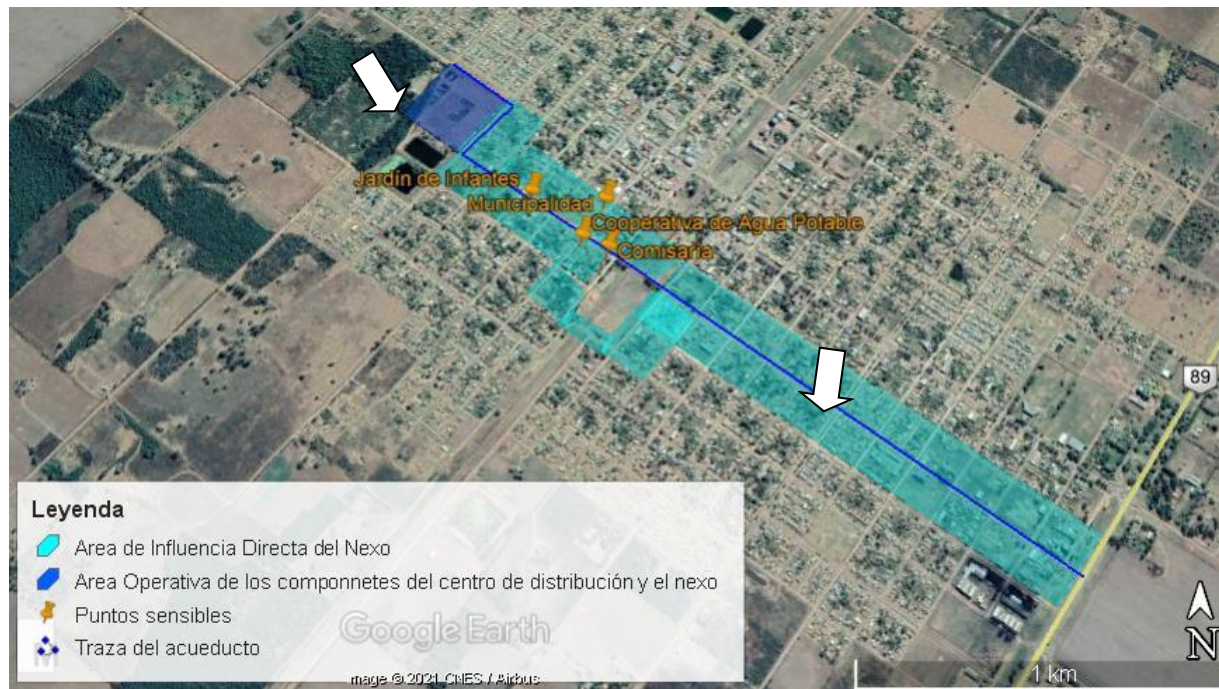 Jardín de Infantes
Municipalidad
Cooperativa de Agua Potable
Comisaría
89
Leyenda
Area de Influencia Directa del Nexo
Area Operativa de los componnetes del centro de distribución y el nexo
Puntos sensibles
Traza del acueducto
Google Earth
mage © 2021 CNES / Airbus
1 km
N